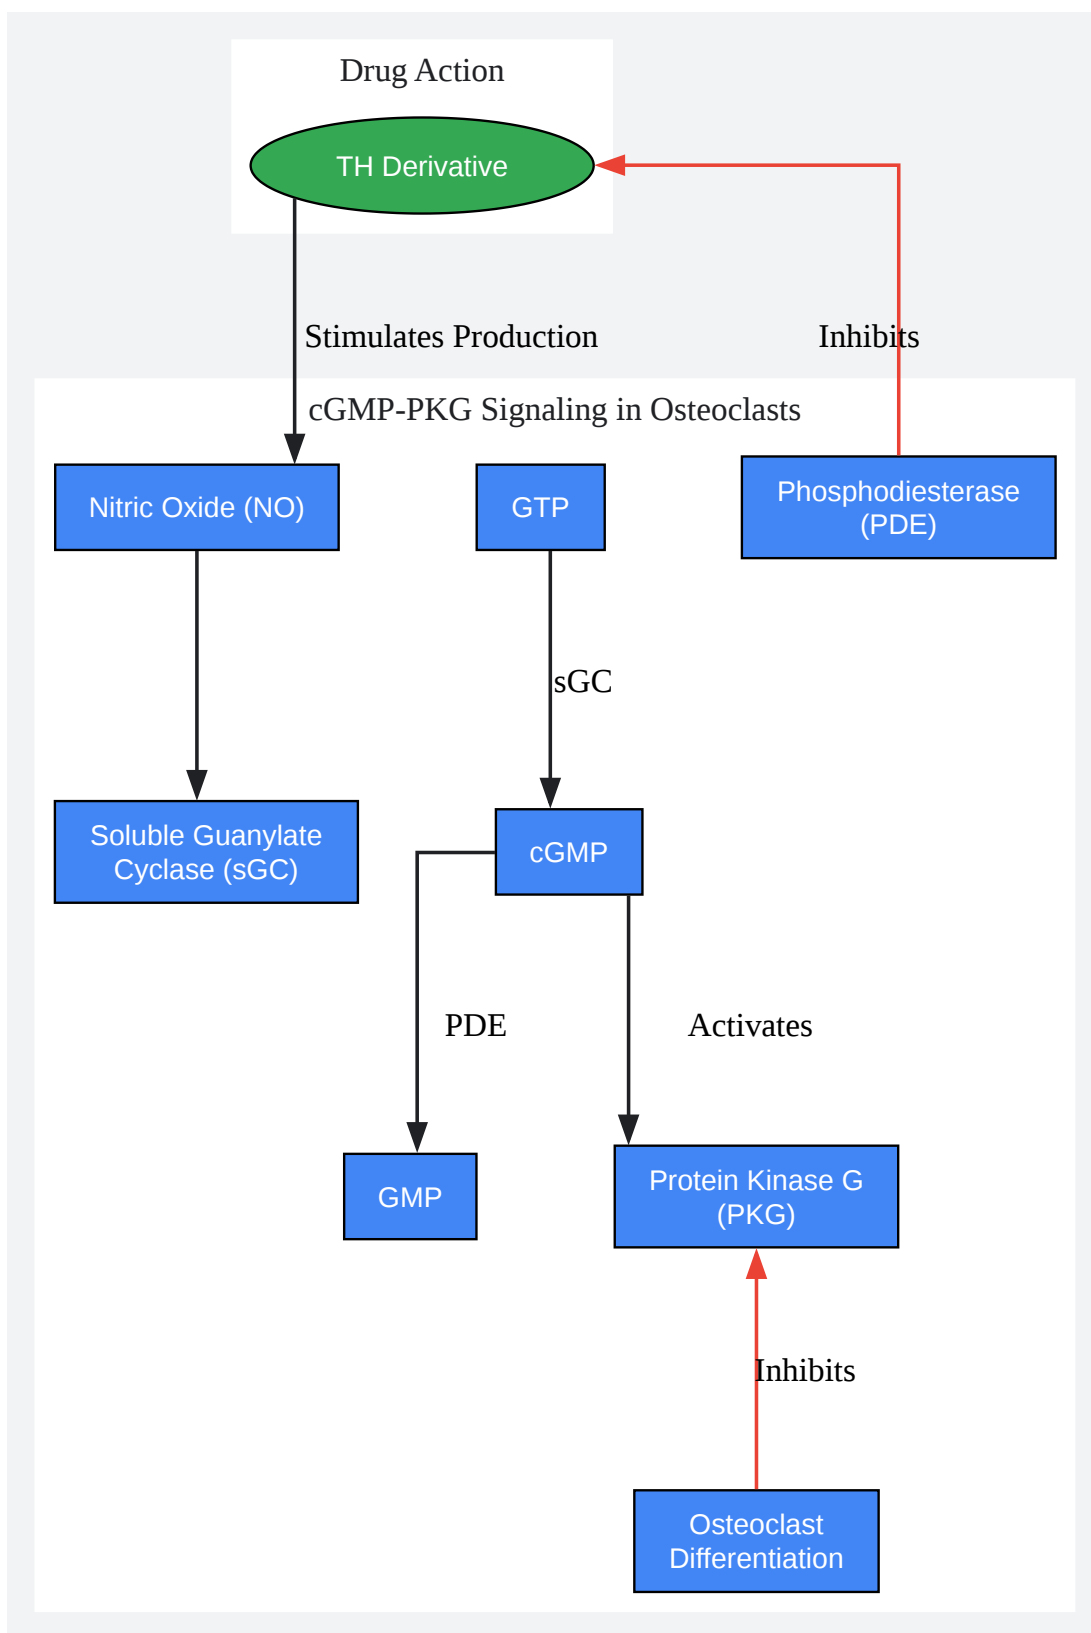 Drug Action
TH Derivative
Stimulates Production
Inhibits
cGMP-PKG Signaling in Osteoclasts
Nitric Oxide (NO)
GTP
Phosphodiesterase
(PDE)
sGC
Soluble Guanylate
Cyclase (sGC)
cGMP
PDE
Activates
GMP
Protein Kinase G
(PKG)
Inhibits
Osteoclast
Differentiation